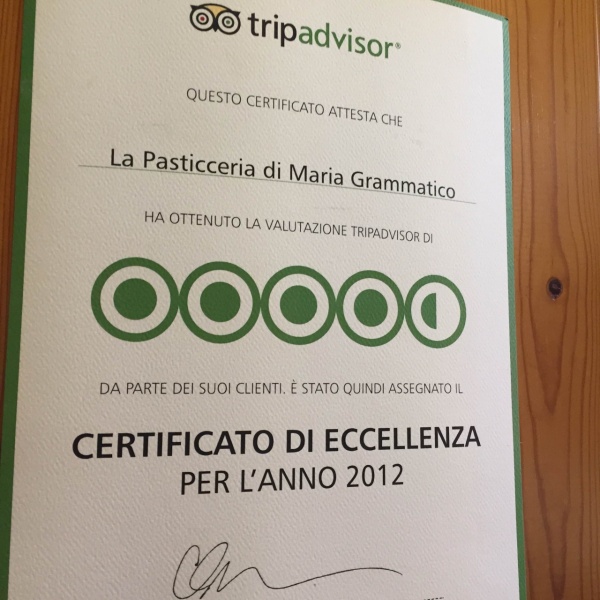 tripadvisor®
QUESTO CERTIFICATO ATTESTA CHE
La Pasticceria di Maria Grammatico
HA OTTENUTO LA VALUTAZIONE TRIPADVISOR DI
DA PARTE DEI SUOI CLIENTI. È STATO QUINDI ASSEGNATO IL
CERTIFICATO DI ECCELLENZA
PER L'ANNO 2012